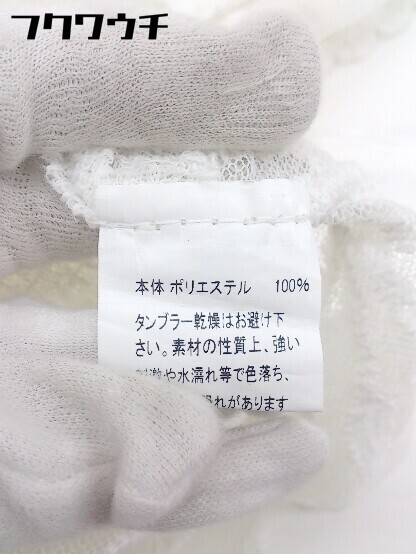 フクワウチ
本体 ポリエステル 100%
タンブラー乾燥はお避け下
さい。素材の性質上、強い
や水濡れ等で色落ち、
れがあります